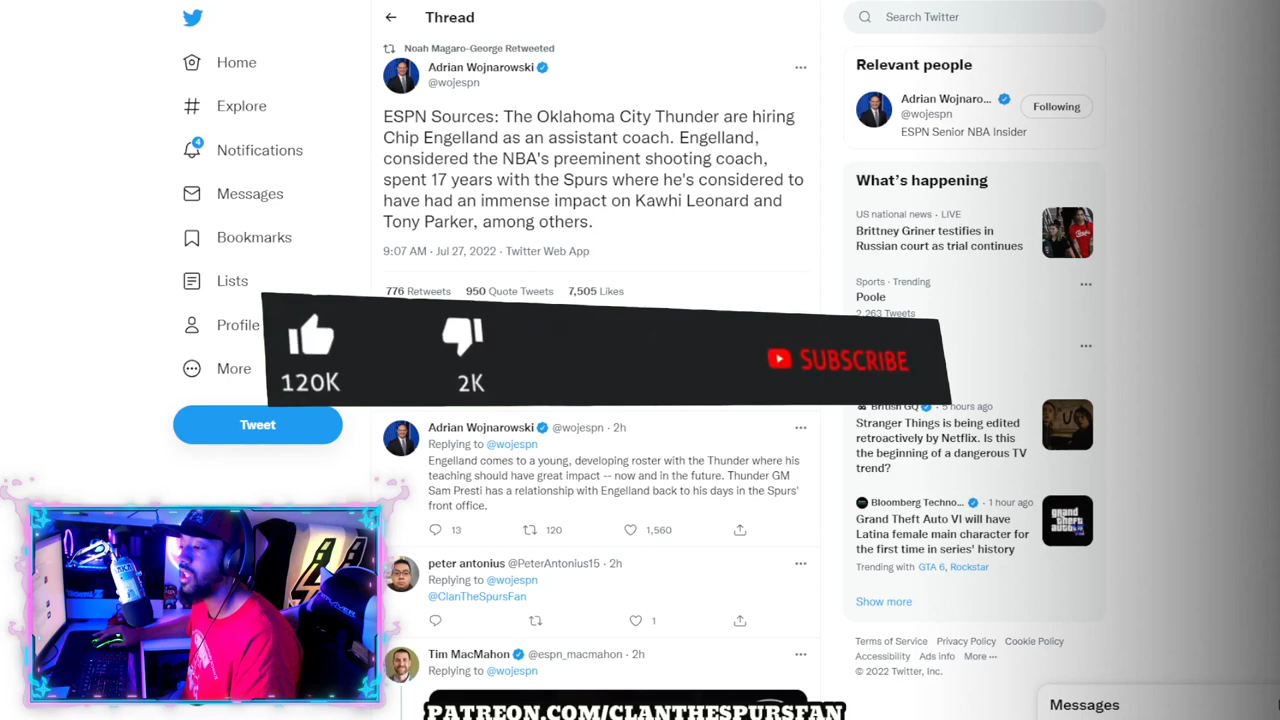 Home
Explore
4
Notifications
Messages
Bookmarks
Lists
Profile
More
Tweet
Thread
Noah Magaro-George Retweeted
Adrian Wojnarowski
@wojespn
ESPN Sources: The Oklahoma City Thunder are hiring
Chip Engelland as an assistant coach. Engelland,
considered the NBA's preeminent shooting coach,
spent 17 years with the Spurs where he's considered to
have had an immense impact on Kawhi Leonard and
Tony Parker, among others.
9:07 AM · Jul 27, 2022 · Twitter Web App
776 Retweets 950 Quote Tweets 7,505 Likes
120K
2K
SUBSCRIBE
Adrian Wojnarowski @wojespn · 2h
Replying to @wojespn
Engelland comes to a young, developing roster with the Thunder where his
teaching should have great impact -- now and in the future. Thunder GM
Sam Presti has a relationship with Engelland back to his days in the Spurs'
front office.
13 120 1,560
peter antonius @PeterAntonius15 · 2h
Replying to @wojespn
@ClanTheSpursFan
1
Tim MacMahon @espn_macmahon · 2h
Replying to @wojespn
PATREON.COM/CLANTHESPURSFAN
Search Twitter
Relevant people
Adrian Wojnaro...
@wojespn
Following
ESPN Senior NBA Insider
What's happening
US national news · LIVE
Brittney Griner testifies in
Russian court as trial continues
Sports · Trending
Poole
2,263 Tweets
British GQ · 5 hours ago
Stranger Things is being edited
retroactively by Netflix. Is this
the beginning of a dangerous TV
trend?
Bloomberg Techno... · 1 hour ago
Grand Theft Auto VI will have
Latina female main character for
the first time in series' history
Trending with GTA 6, Rockstar
Show more
Terms of Service Privacy Policy Cookie Policy
Accessibility Ads info More ···
© 2022 Twitter, Inc.
Messages